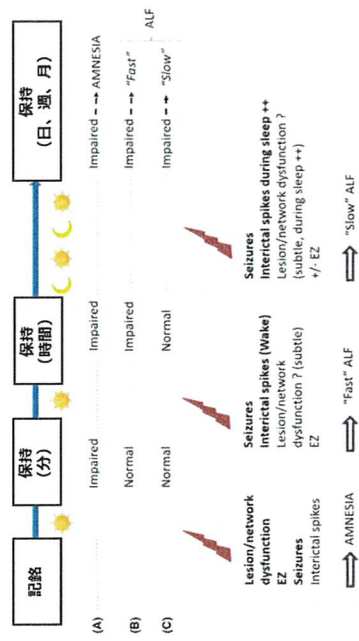 記銘
保持
(分)
保持
(時間)
保持
(日、週、月)
(A) Impaired Impaired Impaired AMNESIA
(B) Normal Impaired Impaired "Fast"
(C) Normal Normal Impaired "Slow"
ALF
Lesion/network
dysfunction
EZ
Seizures
Interictal spikes
AMNESIA
Seizures
Interictal spikes (Wake)
Lesion/network
dysfunction ? (subtle)
EZ
"Fast" ALF
Seizures
Interictal spikes during sleep ++
Lesion/network dysfunction ?
(subtle, during sleep ++)
+/- EZ
"Slow" ALF